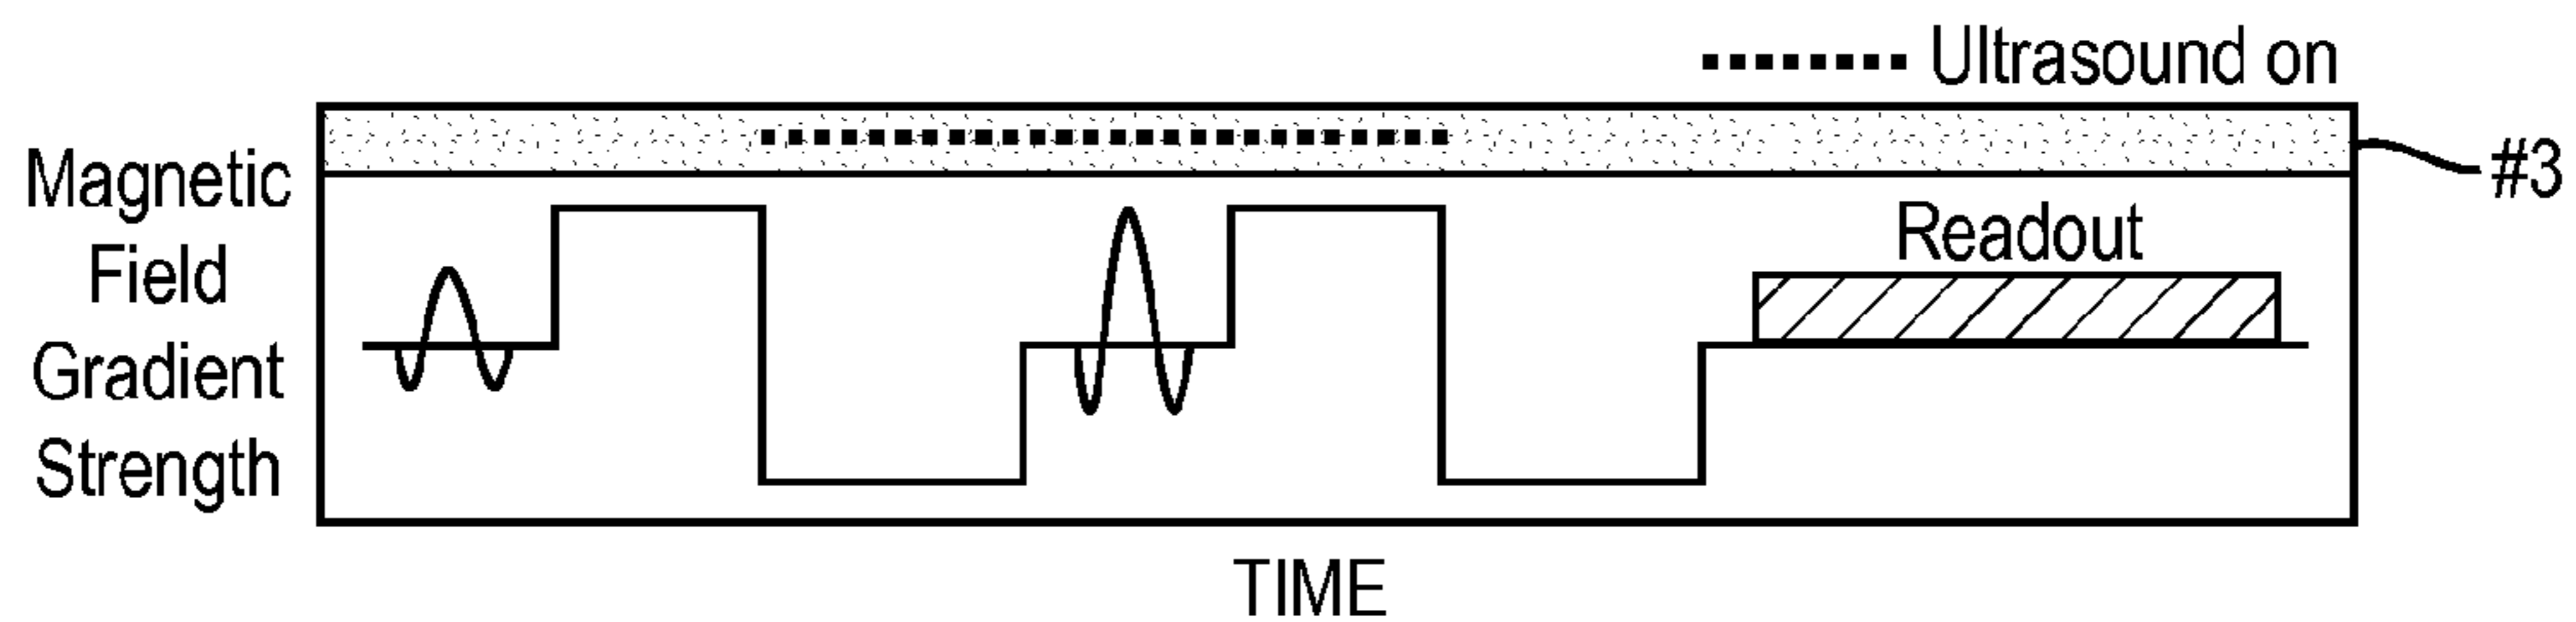 Ultrasound on
#3
Magnetic
Field
Gradient
Strength
Readout
TIME